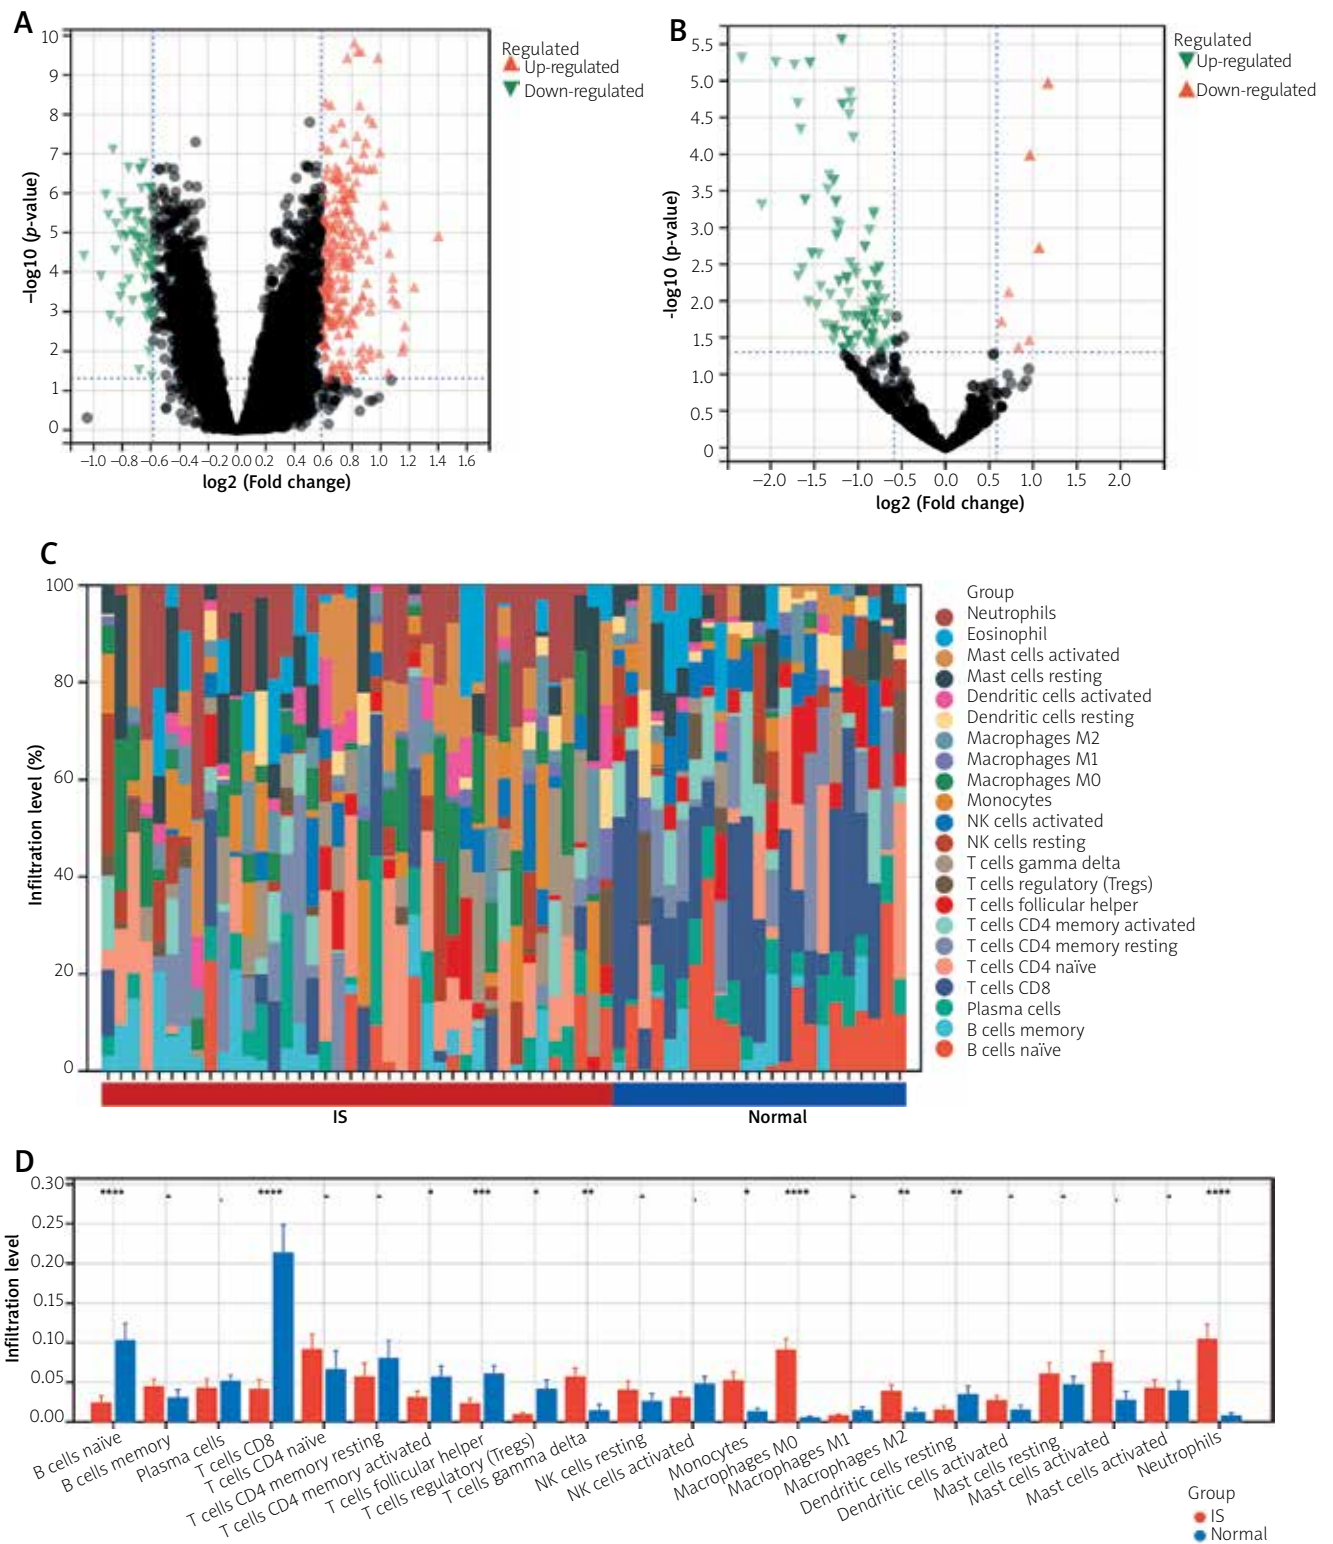 A
10
9
8
7
6
5
4
3
2
1
0
–log10 (p-value)
–1.0 –0.8 –0.6 –0.4 –0.2 0.0 0.2 0.4 0.6 0.8 1.0 1.2 1.4 1.6
log2 (Fold change)
Regulated
Up-regulated
Down-regulated
B
5.5
5.0
4.5
4.0
3.5
3.0
2.5
2.0
1.5
1.0
0.5
0
-log10 (p-value)
–2.0 –1.5 –1.0 –0.5 0.0 0.5 1.0 1.5 2.0
log2 (Fold change)
Regulated
Up-regulated
Down-regulated
C
100
80
60
40
20
0
Infiltration level (%)
IS Normal
Group
Neutrophils
Eosinophil
Mast cells activated
Mast cells resting
Dendritic cells activated
Dendritic cells resting
Macrophages M2
Macrophages M1
Macrophages M0
Monocytes
NK cells activated
NK cells resting
T cells gamma delta
T cells regulatory (Tregs)
T cells follicular helper
T cells CD4 memory activated
T cells CD4 memory resting
T cells CD4 naïve
T cells CD8
Plasma cells
B cells memory
B cells naïve
D
0.30
0.25
0.20
0.15
0.10
0.05
0.00
Infiltration level
**** **** * *** * ** * **** ** ** ****
B cells naïve
B cells memory
Plasma cells
T cells CD8
T cells CD4 naïve
T cells CD4 memory resting
T cells CD4 memory activated
T cells follicular helper
T cells regulatory (Tregs)
T cells gamma delta
NK cells resting
NK cells activated
Monocytes
Macrophages M0
Macrophages M1
Macrophages M2
Dendritic cells resting
Dendritic cells activated
Mast cells resting
Mast cells activated
Mast cells activated
Neutrophils
Group
IS
Normal